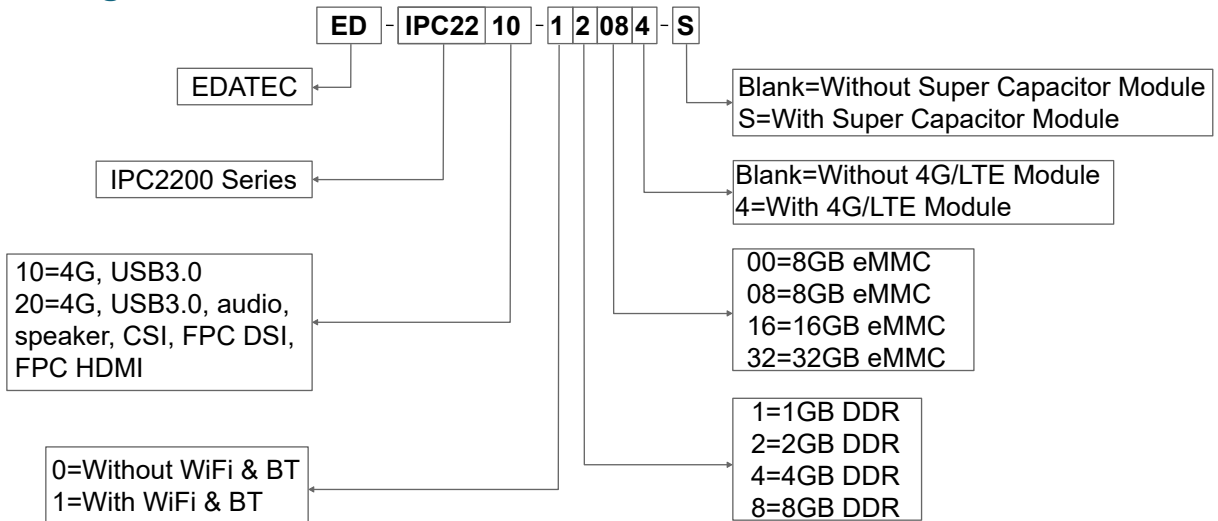 ED - IPC22 10 - 1 2 08 4 - S
EDATEC
Blank=Without Super Capacitor Module
S=With Super Capacitor Module
IPC2200 Series
Blank=Without 4G/LTE Module
4=With 4G/LTE Module
10=4G, USB3.0
20=4G, USB3.0, audio,
speaker, CSI, FPC DSI,
FPC HDMI
00=8GB eMMC
08=8GB eMMC
16=16GB eMMC
32=32GB eMMC
0=Without WiFi & BT
1=With WiFi & BT
1=1GB DDR
2=2GB DDR
4=4GB DDR
8=8GB DDR